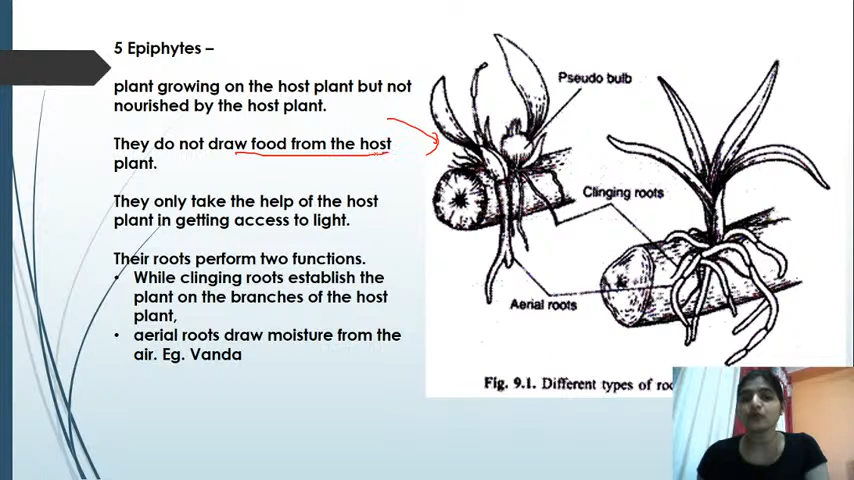 5 Epiphytes –
plant growing on the host plant but not
nourished by the host plant.
They do not draw food from the host
plant.
They only take the help of the host
plant in getting access to light.
Their roots perform two functions.
• While clinging roots establish the
plant on the branches of the host
plant,
• aerial roots draw moisture from the
air. Eg. Vanda
Pseudo bulb
Clinging roots
Aerial roots
Fig. 9.1. Different types of